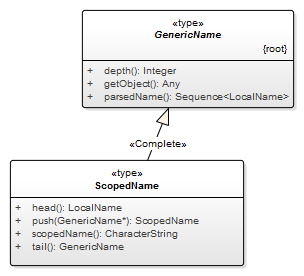 «type»
GenericName
{root}
+ depth(): Integer
+ getObject(): Any
+ parsedName(): Sequence<LocalName>
«Complete»
«type»
ScopedName
+ head(): LocalName
+ push(GenericName*): ScopedName
+ scopedName(): CharacterString
+ tail(): GenericName